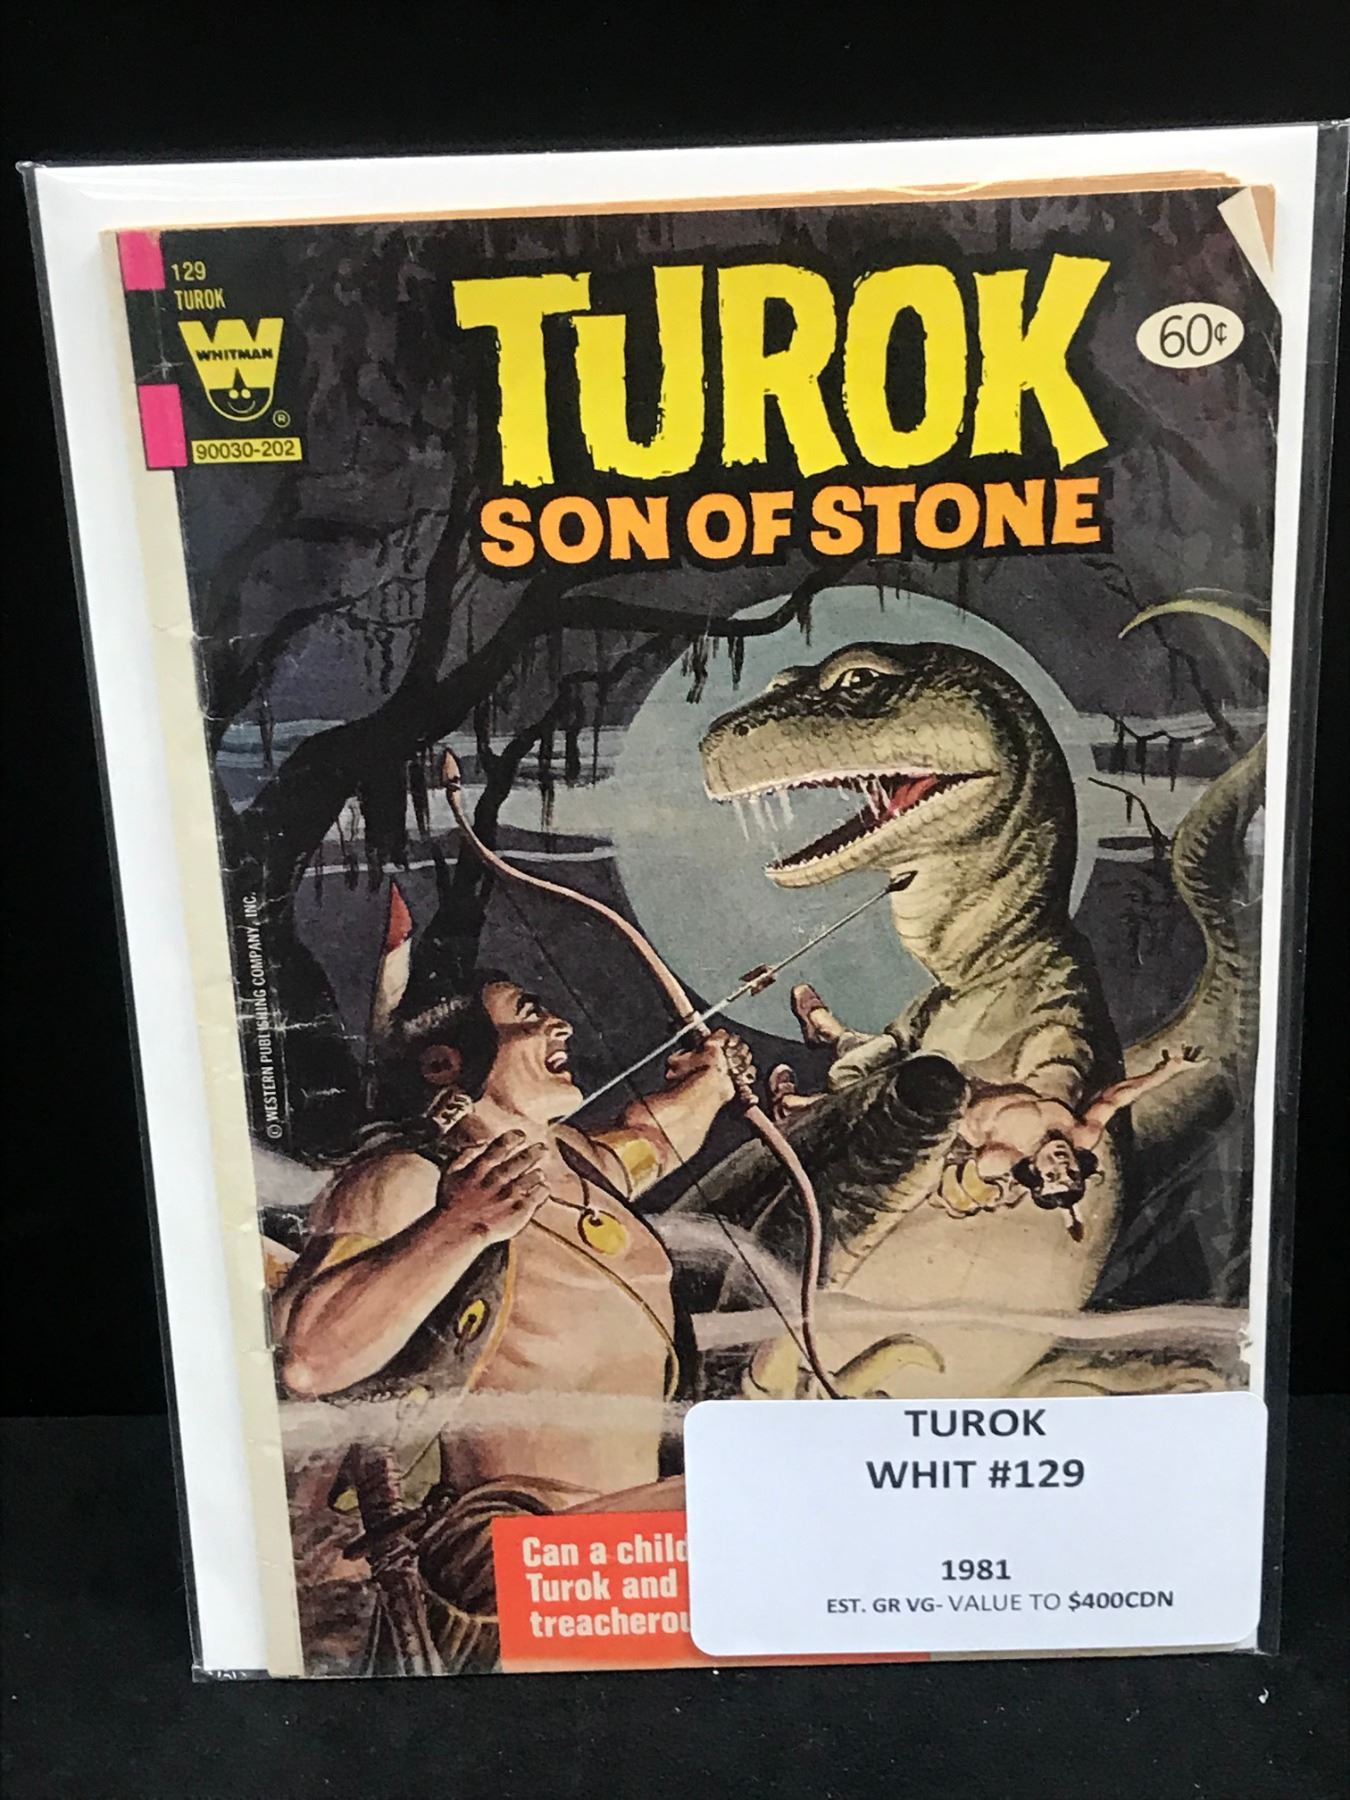 129
TUROK
WHITMAN
®
90030-202
TUROK
60¢
SON OF STONE
© WESTERN PUBLISHING COMPANY, INC.
Can a child
Turok and
treacherou
TUROK
WHIT #129
1981
EST. GR VG- VALUE TO $400CDN